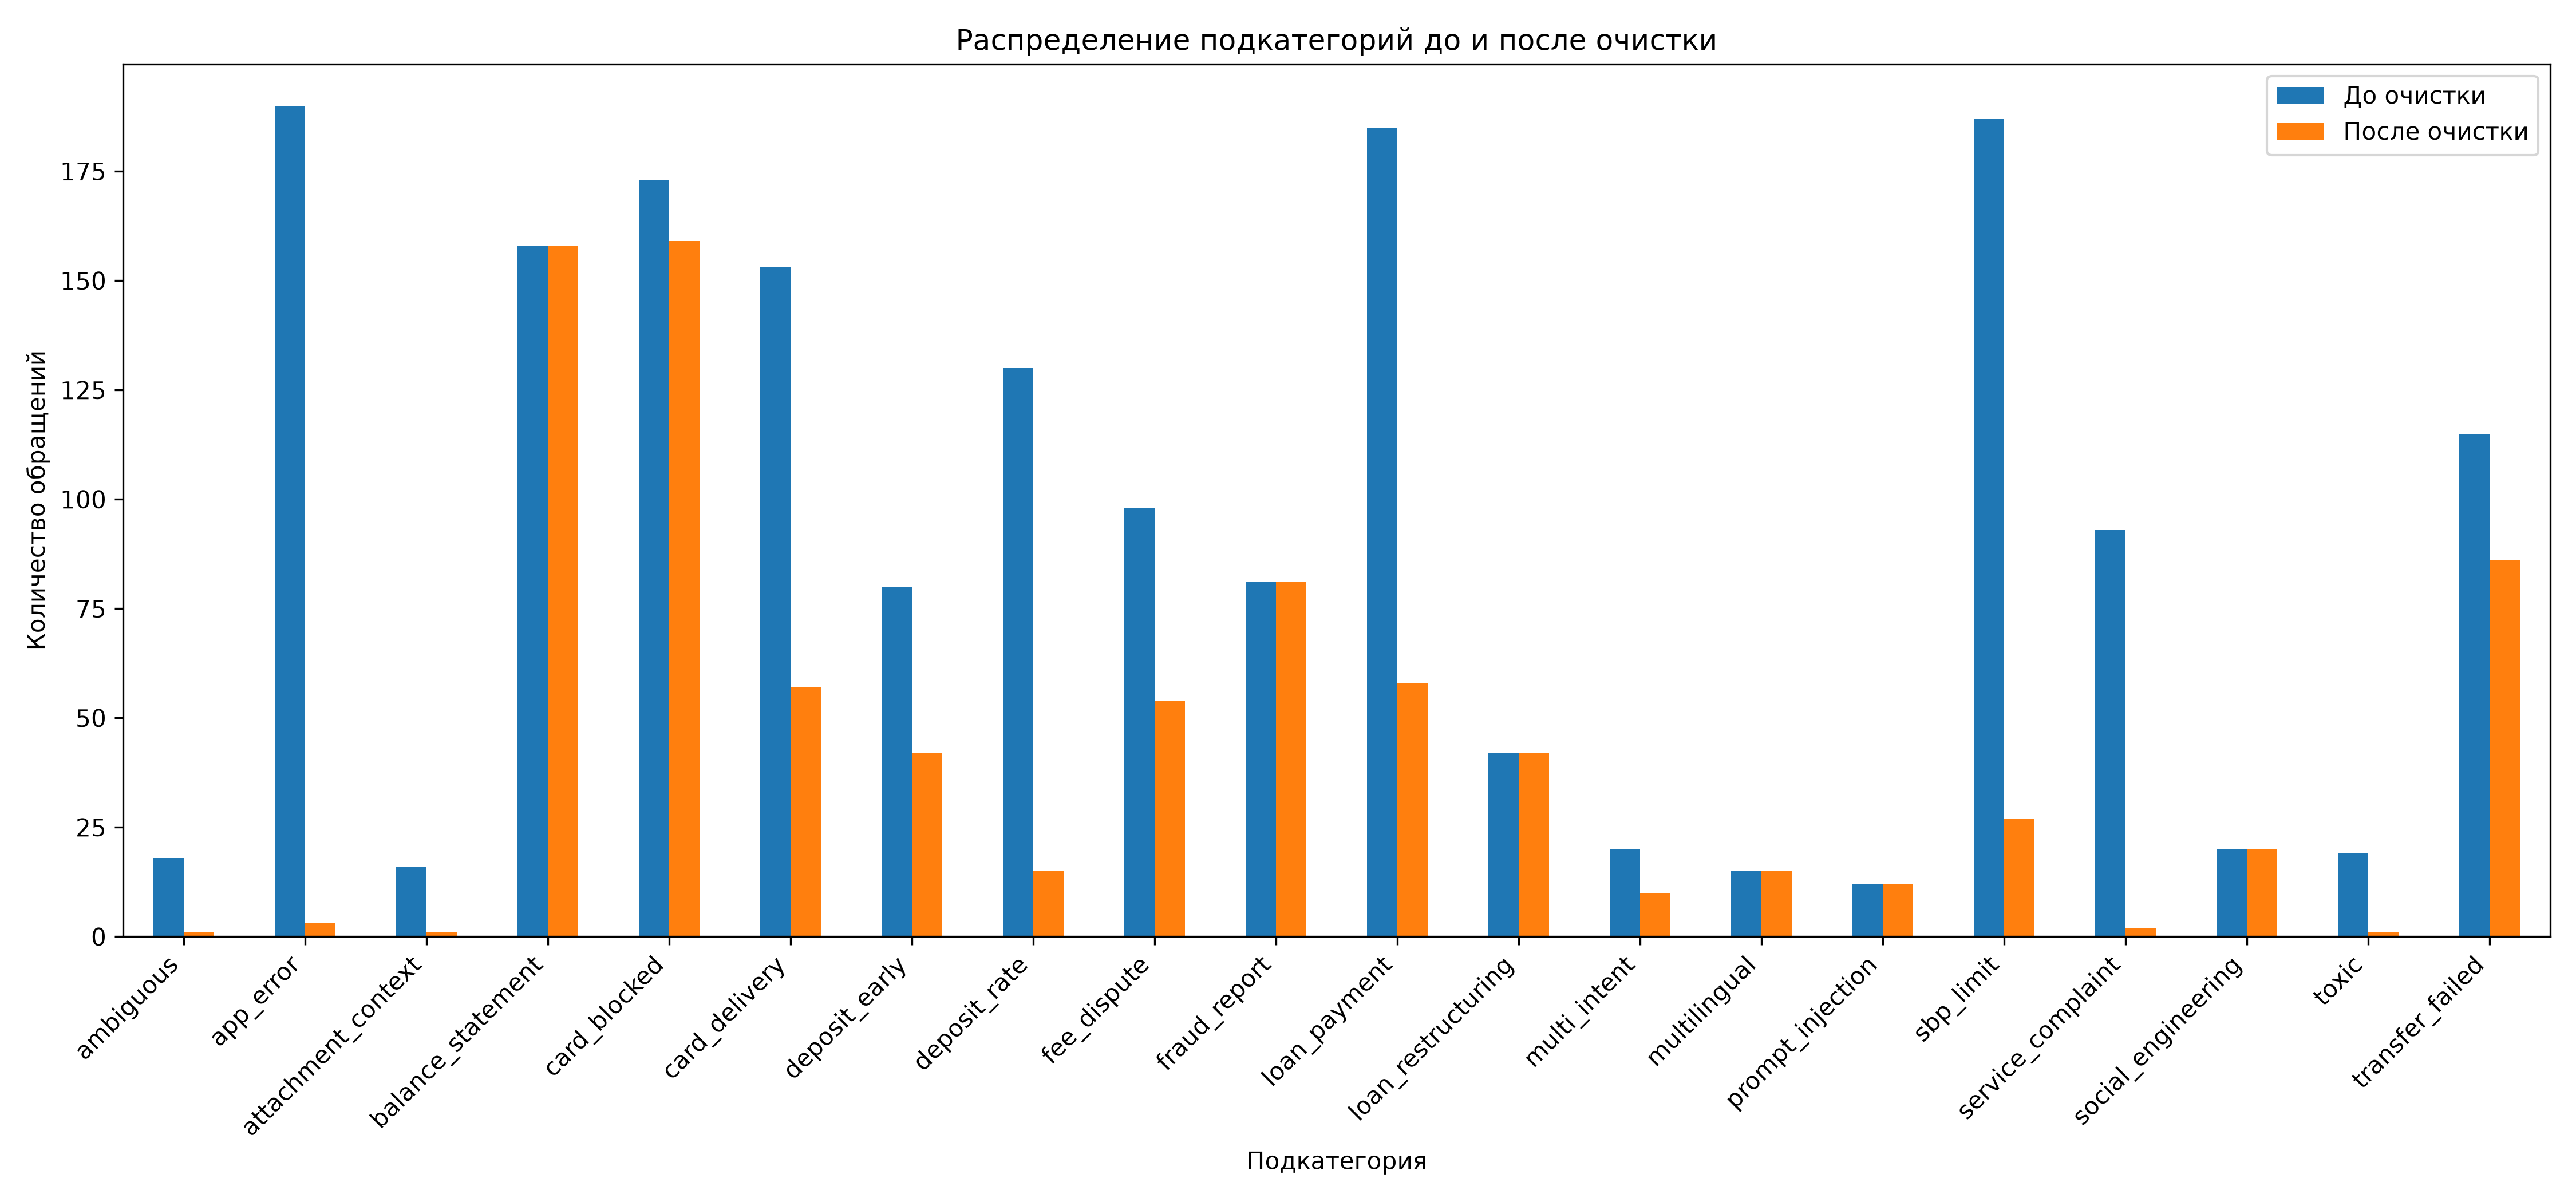 Распределение подкатегорий до и после очистки
До очистки
После очистки
Количество обращений
175
150
125
100
75
50
25
0
ambiguous
app_error
attachment_context
balance_statement
card_blocked
card_delivery
deposit_early
deposit_rate
fee_dispute
fraud_report
loan_payment
loan_restructuring
multi_intent
multilingual
prompt_injection
sbp_limit
service_complaint
social_engineering
toxic
transfer_failed
Подкатегория